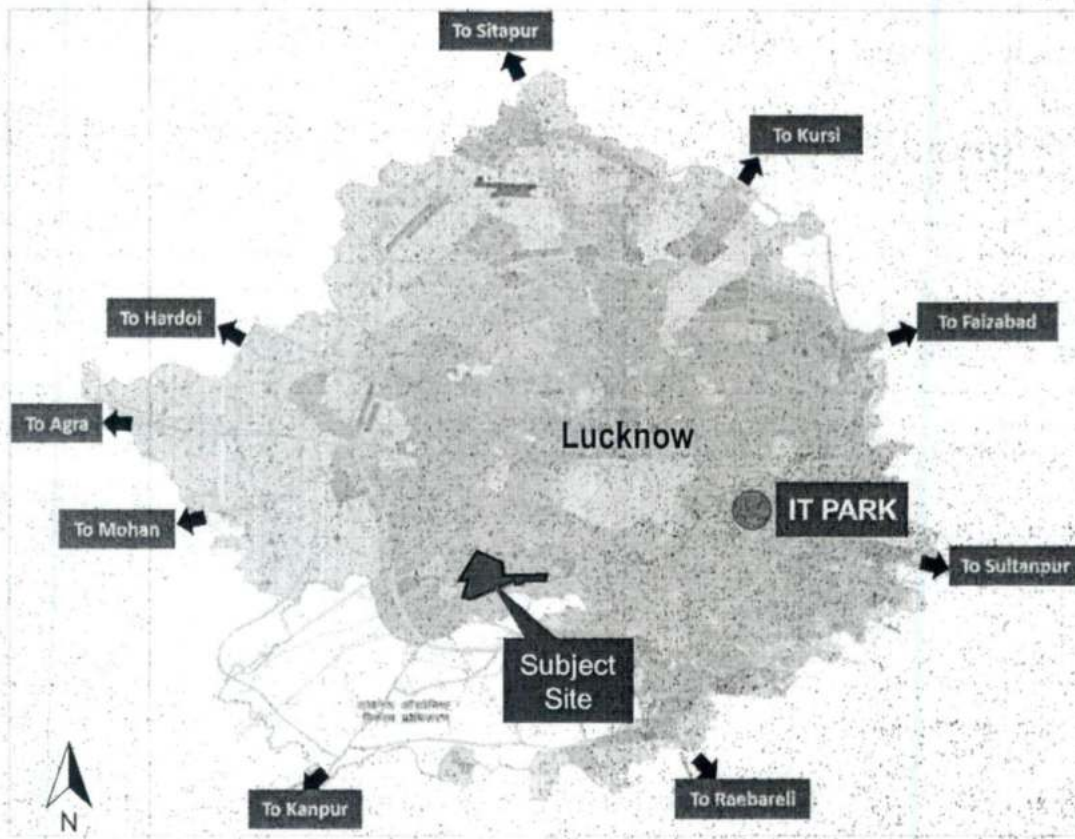 To Sitapur
To Kursi
To Hardoi
To Faizabad
To Agra
Lucknow
IT PARK
To Mohan
To Sultanpur
Subject
Site
To Kanpur
To Raebareli
N